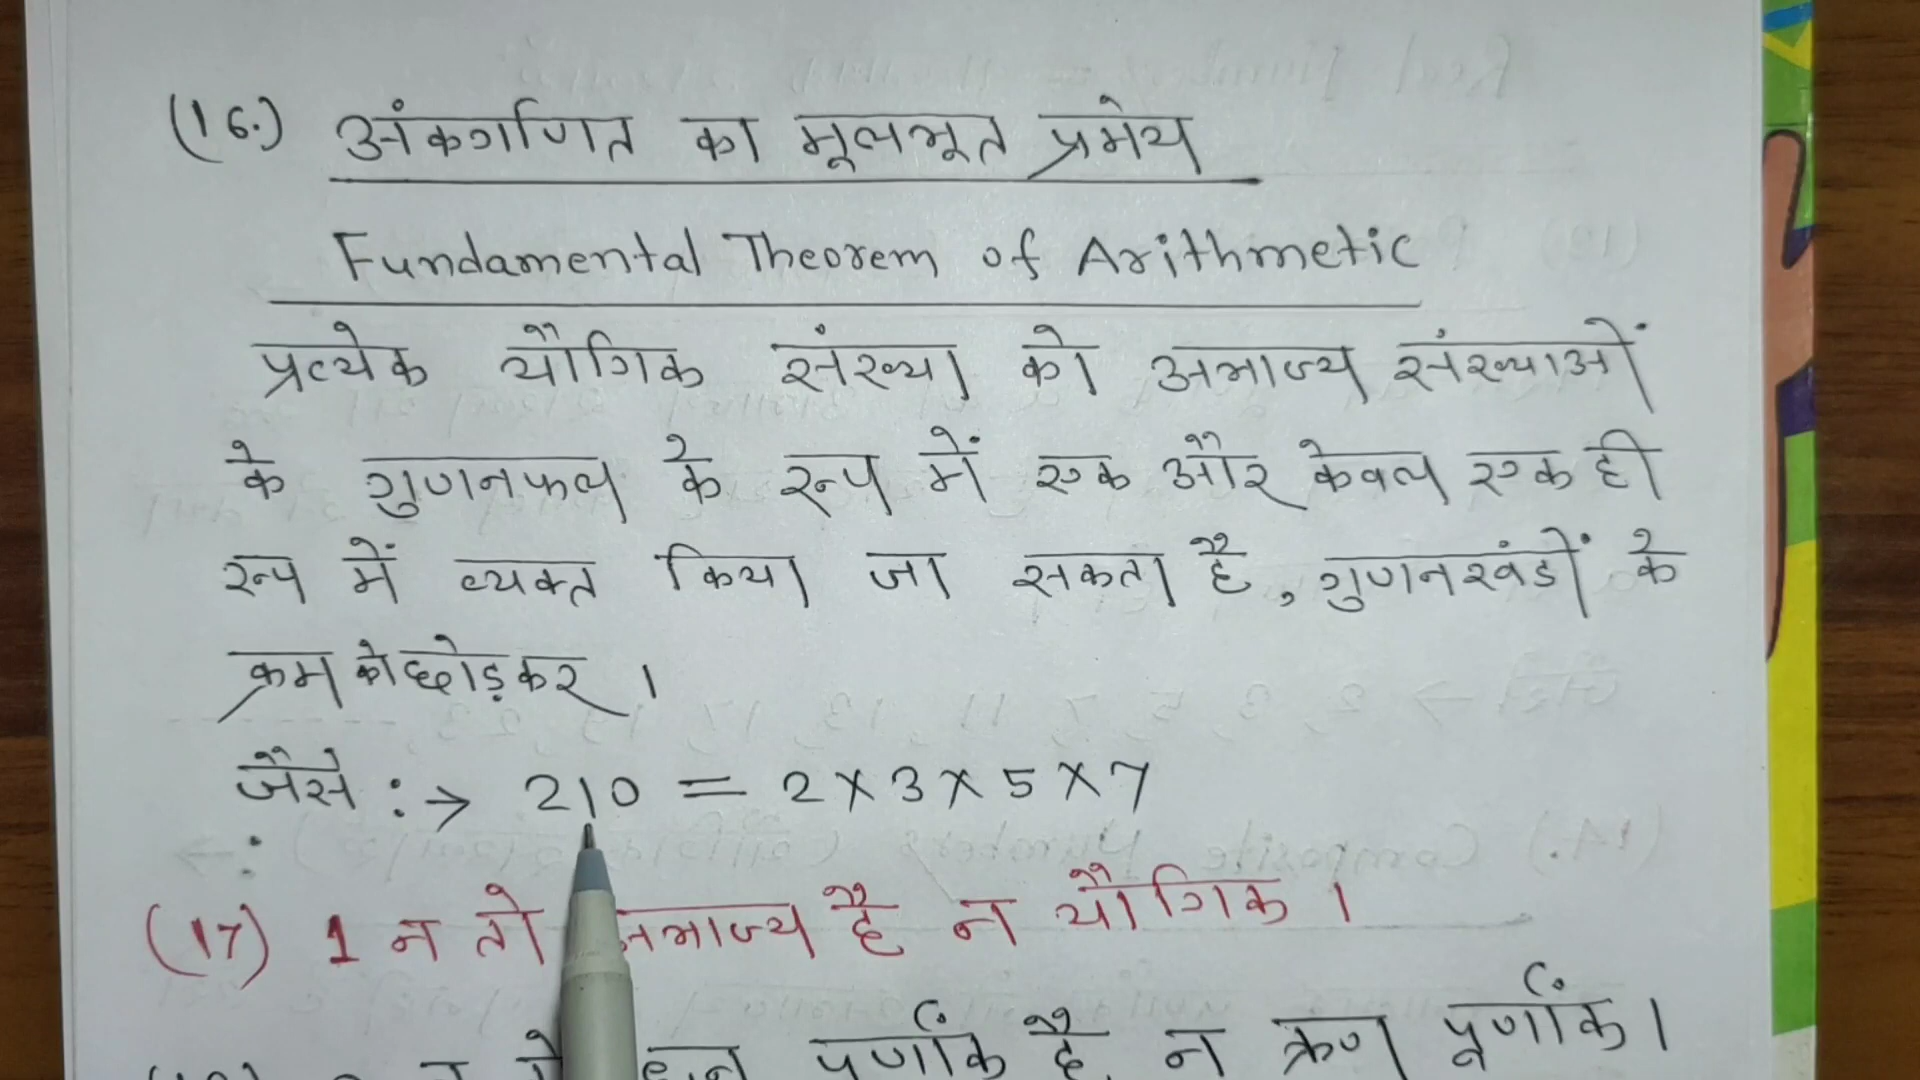 (16.) अंकगणित का मूलभूत प्रमेय
Fundamental Theorem of Arithmetic
प्रत्येक यौगिक संख्या को अभाज्य संख्याओं
के गुणनफल के रूप में एक और केवल एक ही
रूप में व्यक्त किया जा सकता है, गुणनखंडों के
क्रम को छोड़कर ।
जैसे :→ 210 = 2×3×5×7
(17) 1 न तो अभाज्य है न यौगिक ।
पूर्णांक है न ऋण पूर्णांक ।